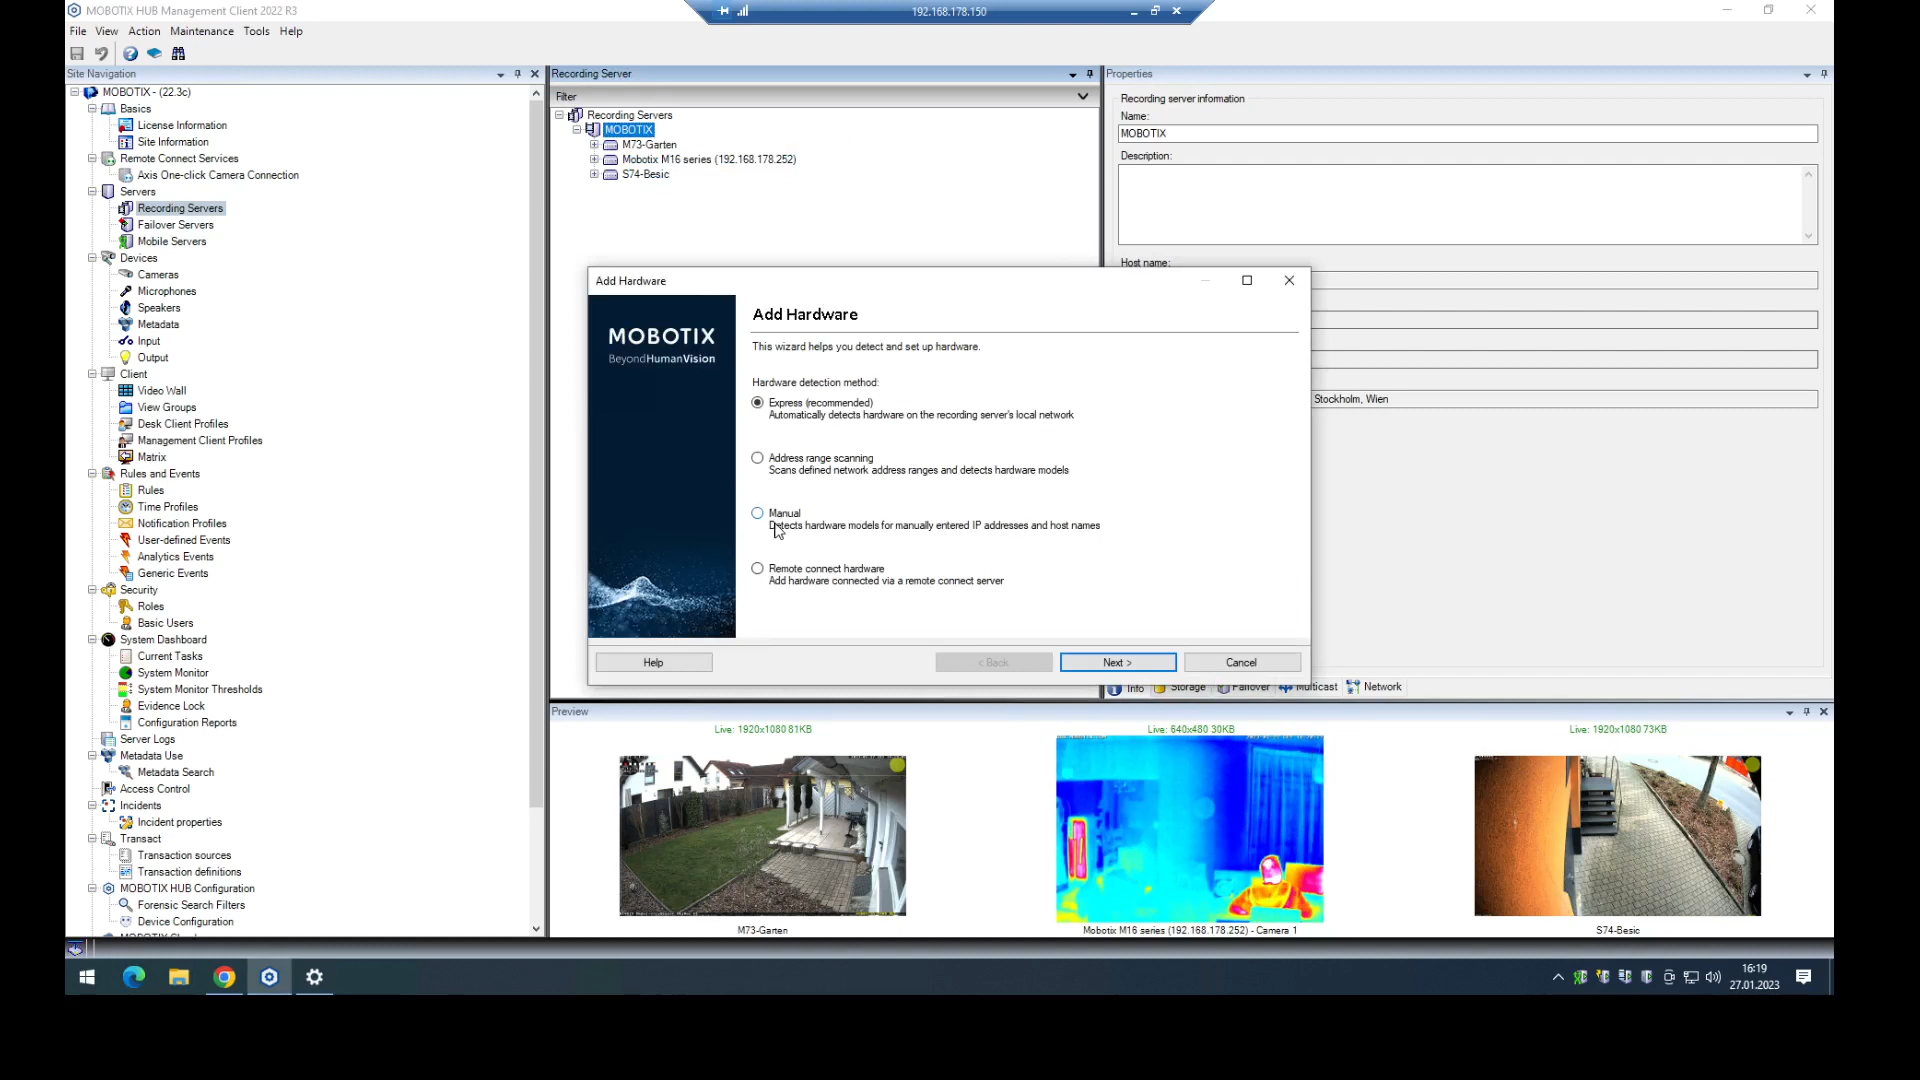 MOBOTIX HUB Management Client 2022 R3
192.168.178.150
File View Action Maintenance Tools Help
Site Navigation
MOBOTIX - (22.3c)
Basics
License Information
Site Information
Remote Connect Services
Axis One-click Camera Connection
Servers
Recording Servers
Failover Servers
Mobile Servers
Devices
Cameras
Microphones
Speakers
Metadata
Input
Output
Client
Video Wall
View Groups
Desk Client Profiles
Management Client Profiles
Matrix
Rules and Events
Rules
Time Profiles
Notification Profiles
User-defined Events
Analytics Events
Generic Events
Security
Roles
Basic Users
System Dashboard
Current Tasks
System Monitor
System Monitor Thresholds
Evidence Lock
Configuration Reports
Server Logs
Metadata Use
Metadata Search
Access Control
Incidents
Incident properties
Transact
Transaction sources
Transaction definitions
MOBOTIX HUB Configuration
Forensic Search Filters
Device Configuration
Recording Server
Filter
Recording Servers
MOBOTIX
M73-Garten
Mobotix M16 series (192.168.178.252)
S74-Besic
Properties
Recording server information
Name:
MOBOTIX
Description:
Host name:
Stockholm, Wien
Info Storage Failover Multicast Network
Add Hardware
MOBOTIX
BeyondHumanVision
Add Hardware
This wizard helps you detect and set up hardware.
Hardware detection method:
Express (recommended)
Automatically detects hardware on the recording server's local network
Address range scanning
Scans defined network address ranges and detects hardware models
Manual
Detects hardware models for manually entered IP addresses and host names
Remote connect hardware
Add hardware connected via a remote connect server
Help < Back Next > Cancel
Preview
Live: 1920x1080 81KB
Live: 640x480 30KB
Live: 1920x1080 73KB
M73-Garten
Mobotix M16 series (192.168.178.252) - Camera 1
S74-Besic
16:19
27.01.2023